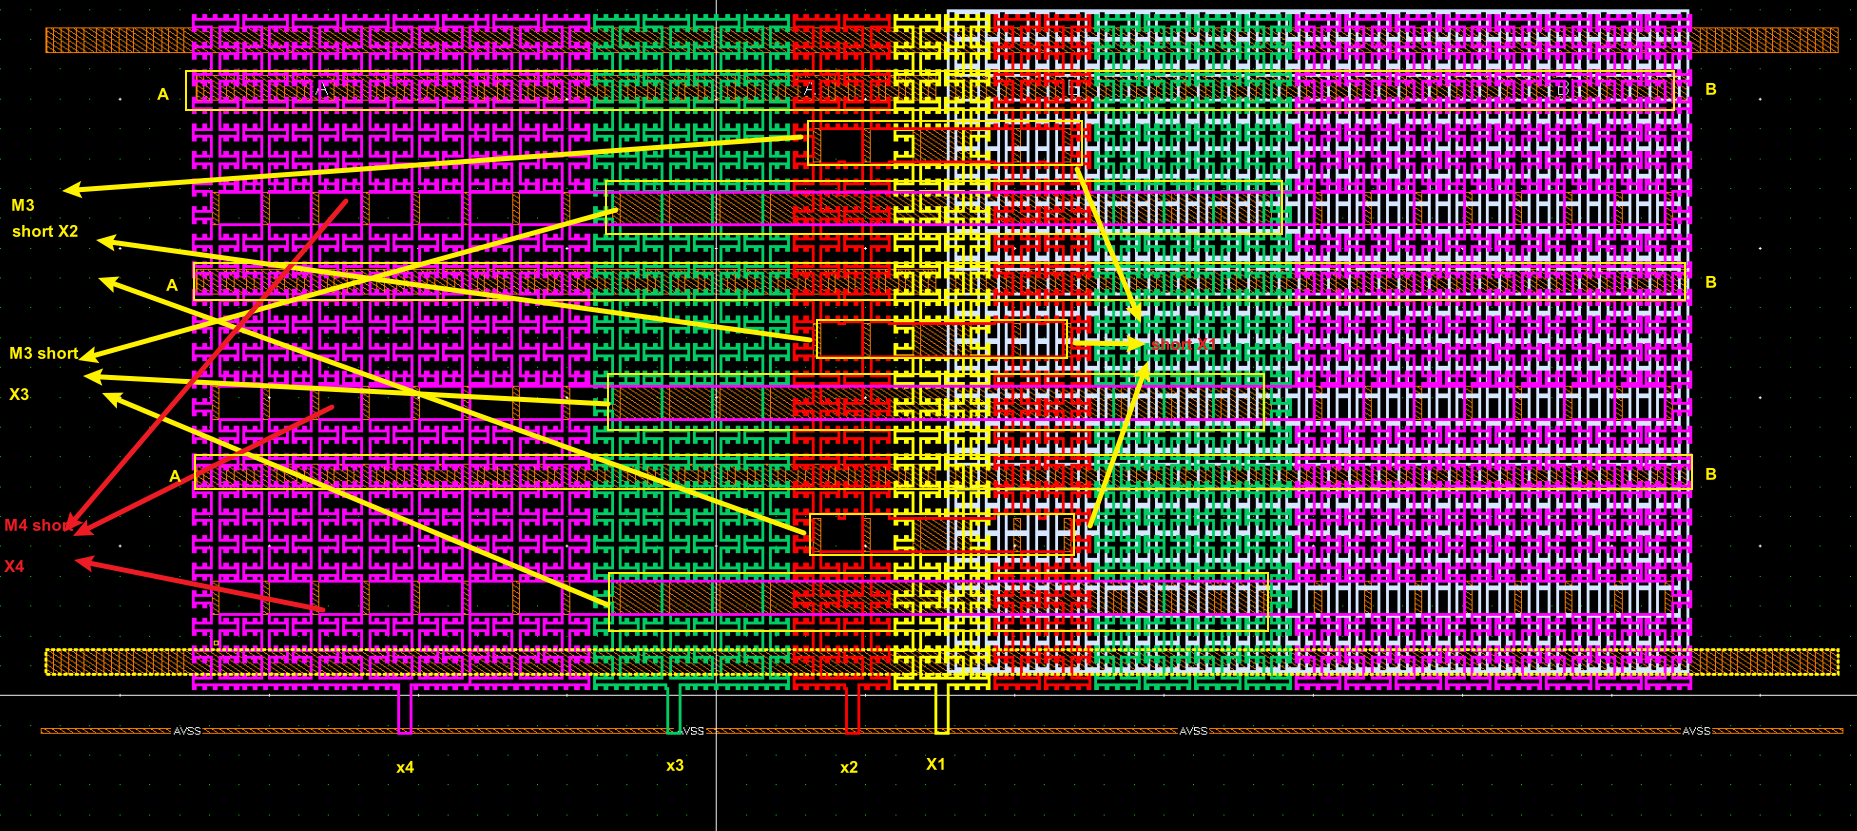 A
A
A
B
M3
short X2
A
B
M3 short
short X1
X3
A
B
M4 short
X4
AVSS
VSS
AVSS
AVSS
x4
x3
x2
X1